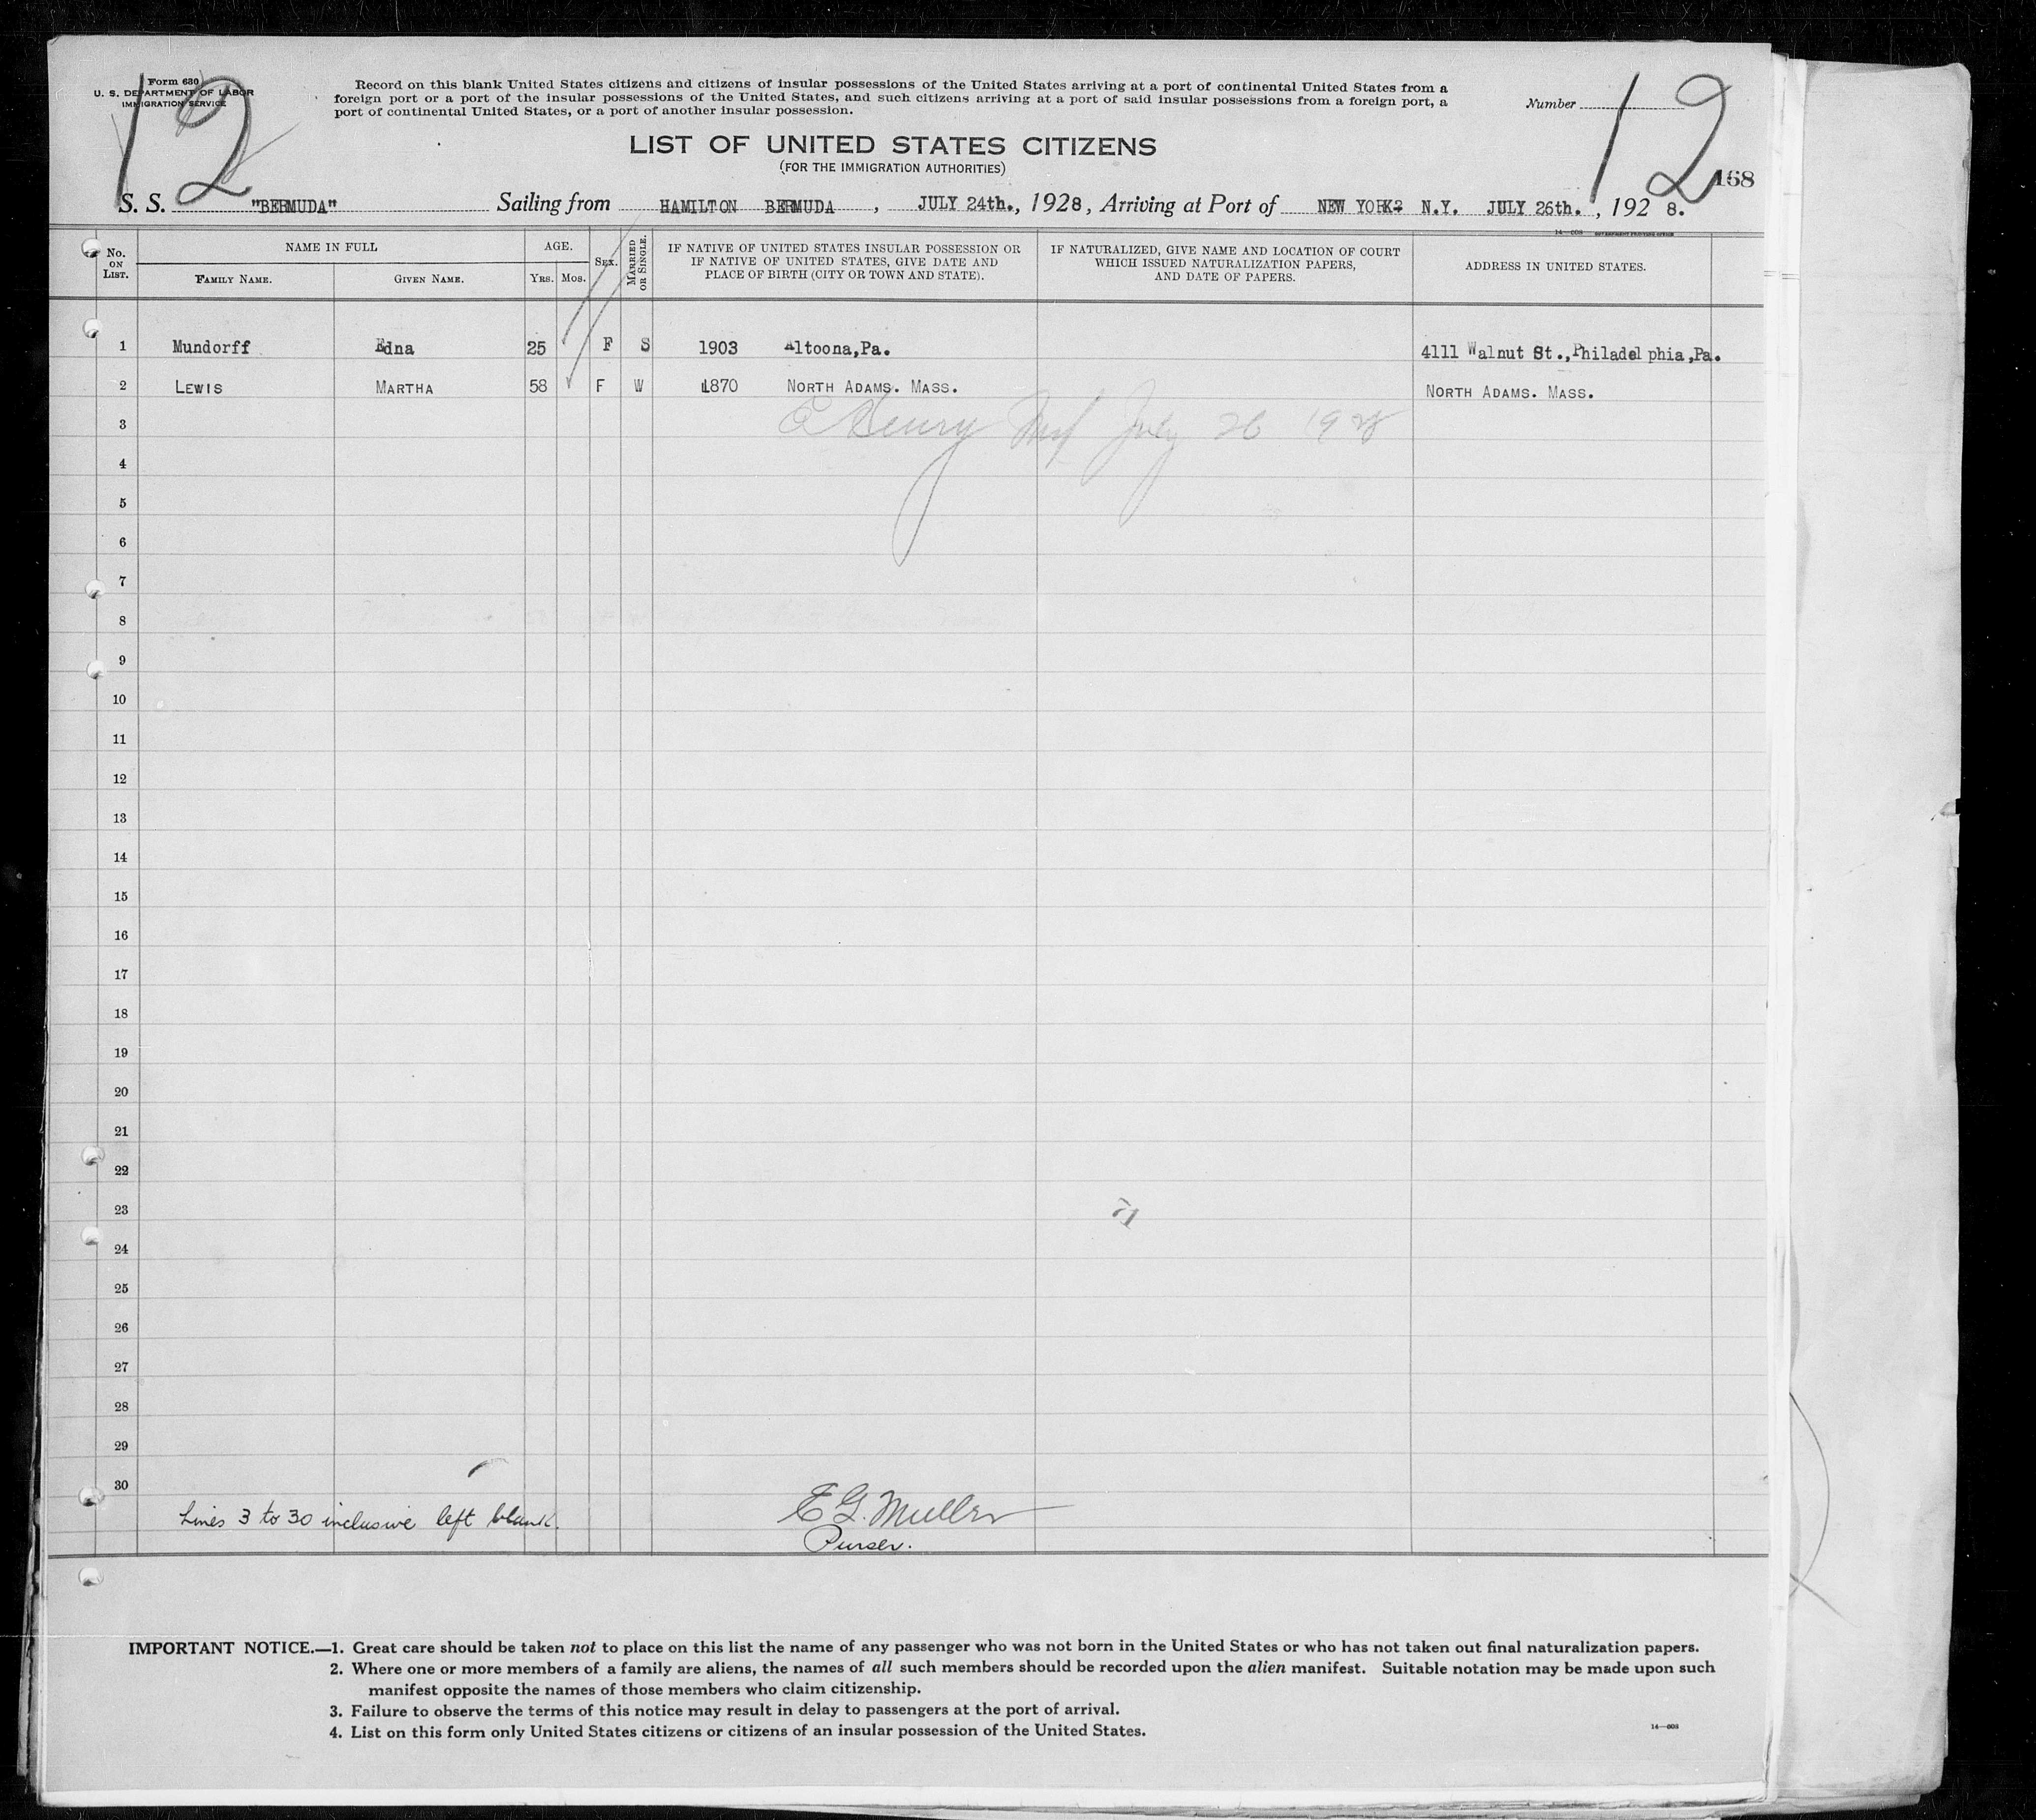 Form 630
U. S. DEPARTMENT OF LABOR
IMMIGRATION SERVICE
12
Record on this blank United States citizens and citizens of insular possessions of the United States arriving at a port of continental United States from a
foreign port or a port of the insular possessions of the United States, and such citizens arriving at a port of said insular possessions from a foreign port, a
port of continental United States, or a port of another insular possession.
Number 12
LIST OF UNITED STATES CITIZENS
(FOR THE IMMIGRATION AUTHORITIES)
168
S. S. "BERMUDA" Sailing from HAMILTON BERMUDA , JULY 24th., 1928, Arriving at Port of NEW YORK? N.Y. JULY 26th. , 192 8.
No. ON LIST. NAME IN FULL AGE. SEX. MARRIED OR SINGLE. IF NATIVE OF UNITED STATES INSULAR POSSESSION OR IF NATIVE OF UNITED STATES, GIVE DATE AND PLACE OF BIRTH (CITY OR TOWN AND STATE). IF NATURALIZED, GIVE NAME AND LOCATION OF COURT WHICH ISSUED NATURALIZATION PAPERS, AND DATE OF PAPERS. ADDRESS IN UNITED STATES.
FAMILY NAME. GIVEN NAME. YRS. MOS.
1 Mundorff Edna 25 F S 1903 Altoona,Pa. 4111 Walnut St.,Philadel phia,Pa.
2 LEWIS MARTHA 58 F W 1870 NORTH ADAMS. MASS. NORTH ADAMS. MASS.
3 Henry July 26 1928
4
5
6
7
8
9
10
11
12
13
14
15
16
17
18
19
20
21
22
23
71
24
25
26
27
28
29
30
Lines 3 to 30 inclusive left blank. E G. Muller
Purser.
IMPORTANT NOTICE.—1. Great care should be taken not to place on this list the name of any passenger who was not born in the United States or who has not taken out final naturalization papers.
2. Where one or more members of a family are aliens, the names of all such members should be recorded upon the alien manifest. Suitable notation may be made upon such
manifest opposite the names of those members who claim citizenship.
3. Failure to observe the terms of this notice may result in delay to passengers at the port of arrival.
4. List on this form only United States citizens or citizens of an insular possession of the United States.